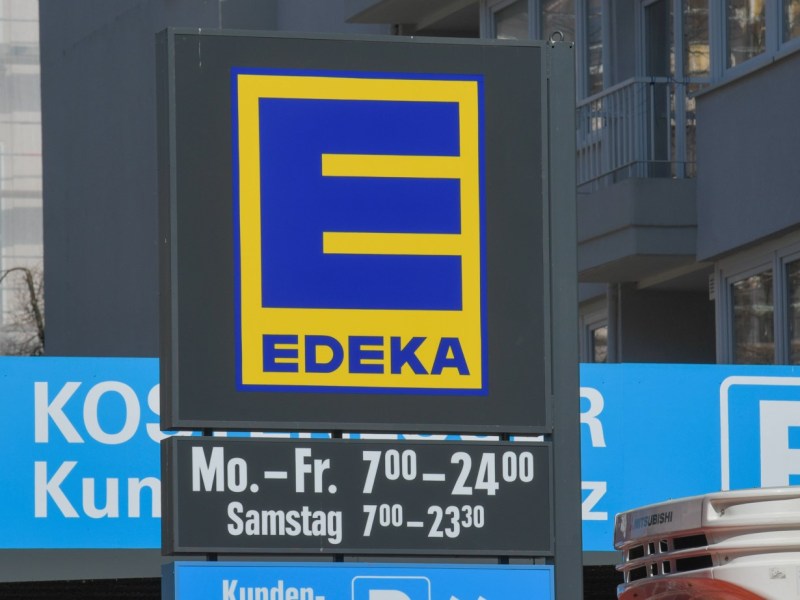 E
EDEKA
KOS
R
Kun
z
Mo.–Fr. 7⁰⁰–24⁰⁰
Samstag 7⁰⁰–23³⁰
MITSUBISHI
Kunden-
P